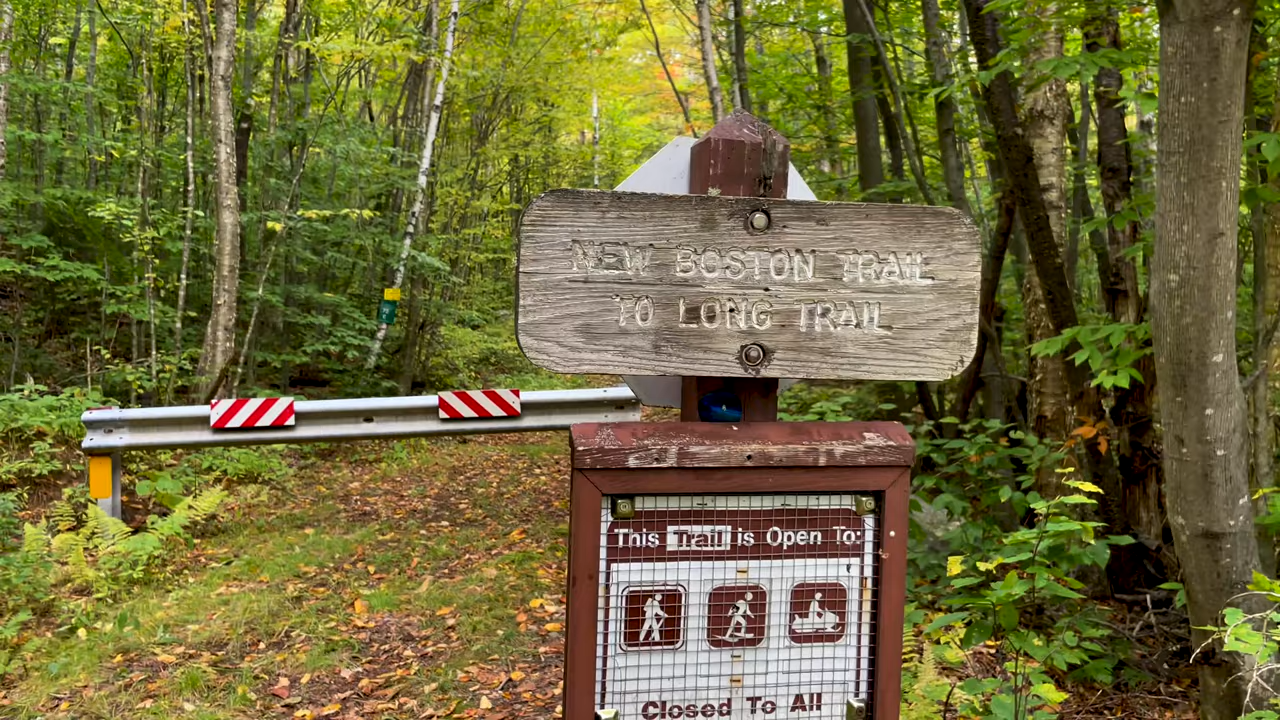 NEW BOSTON TRAIL
TO LONG TRAIL
This Trail is Open To:
Closed To All